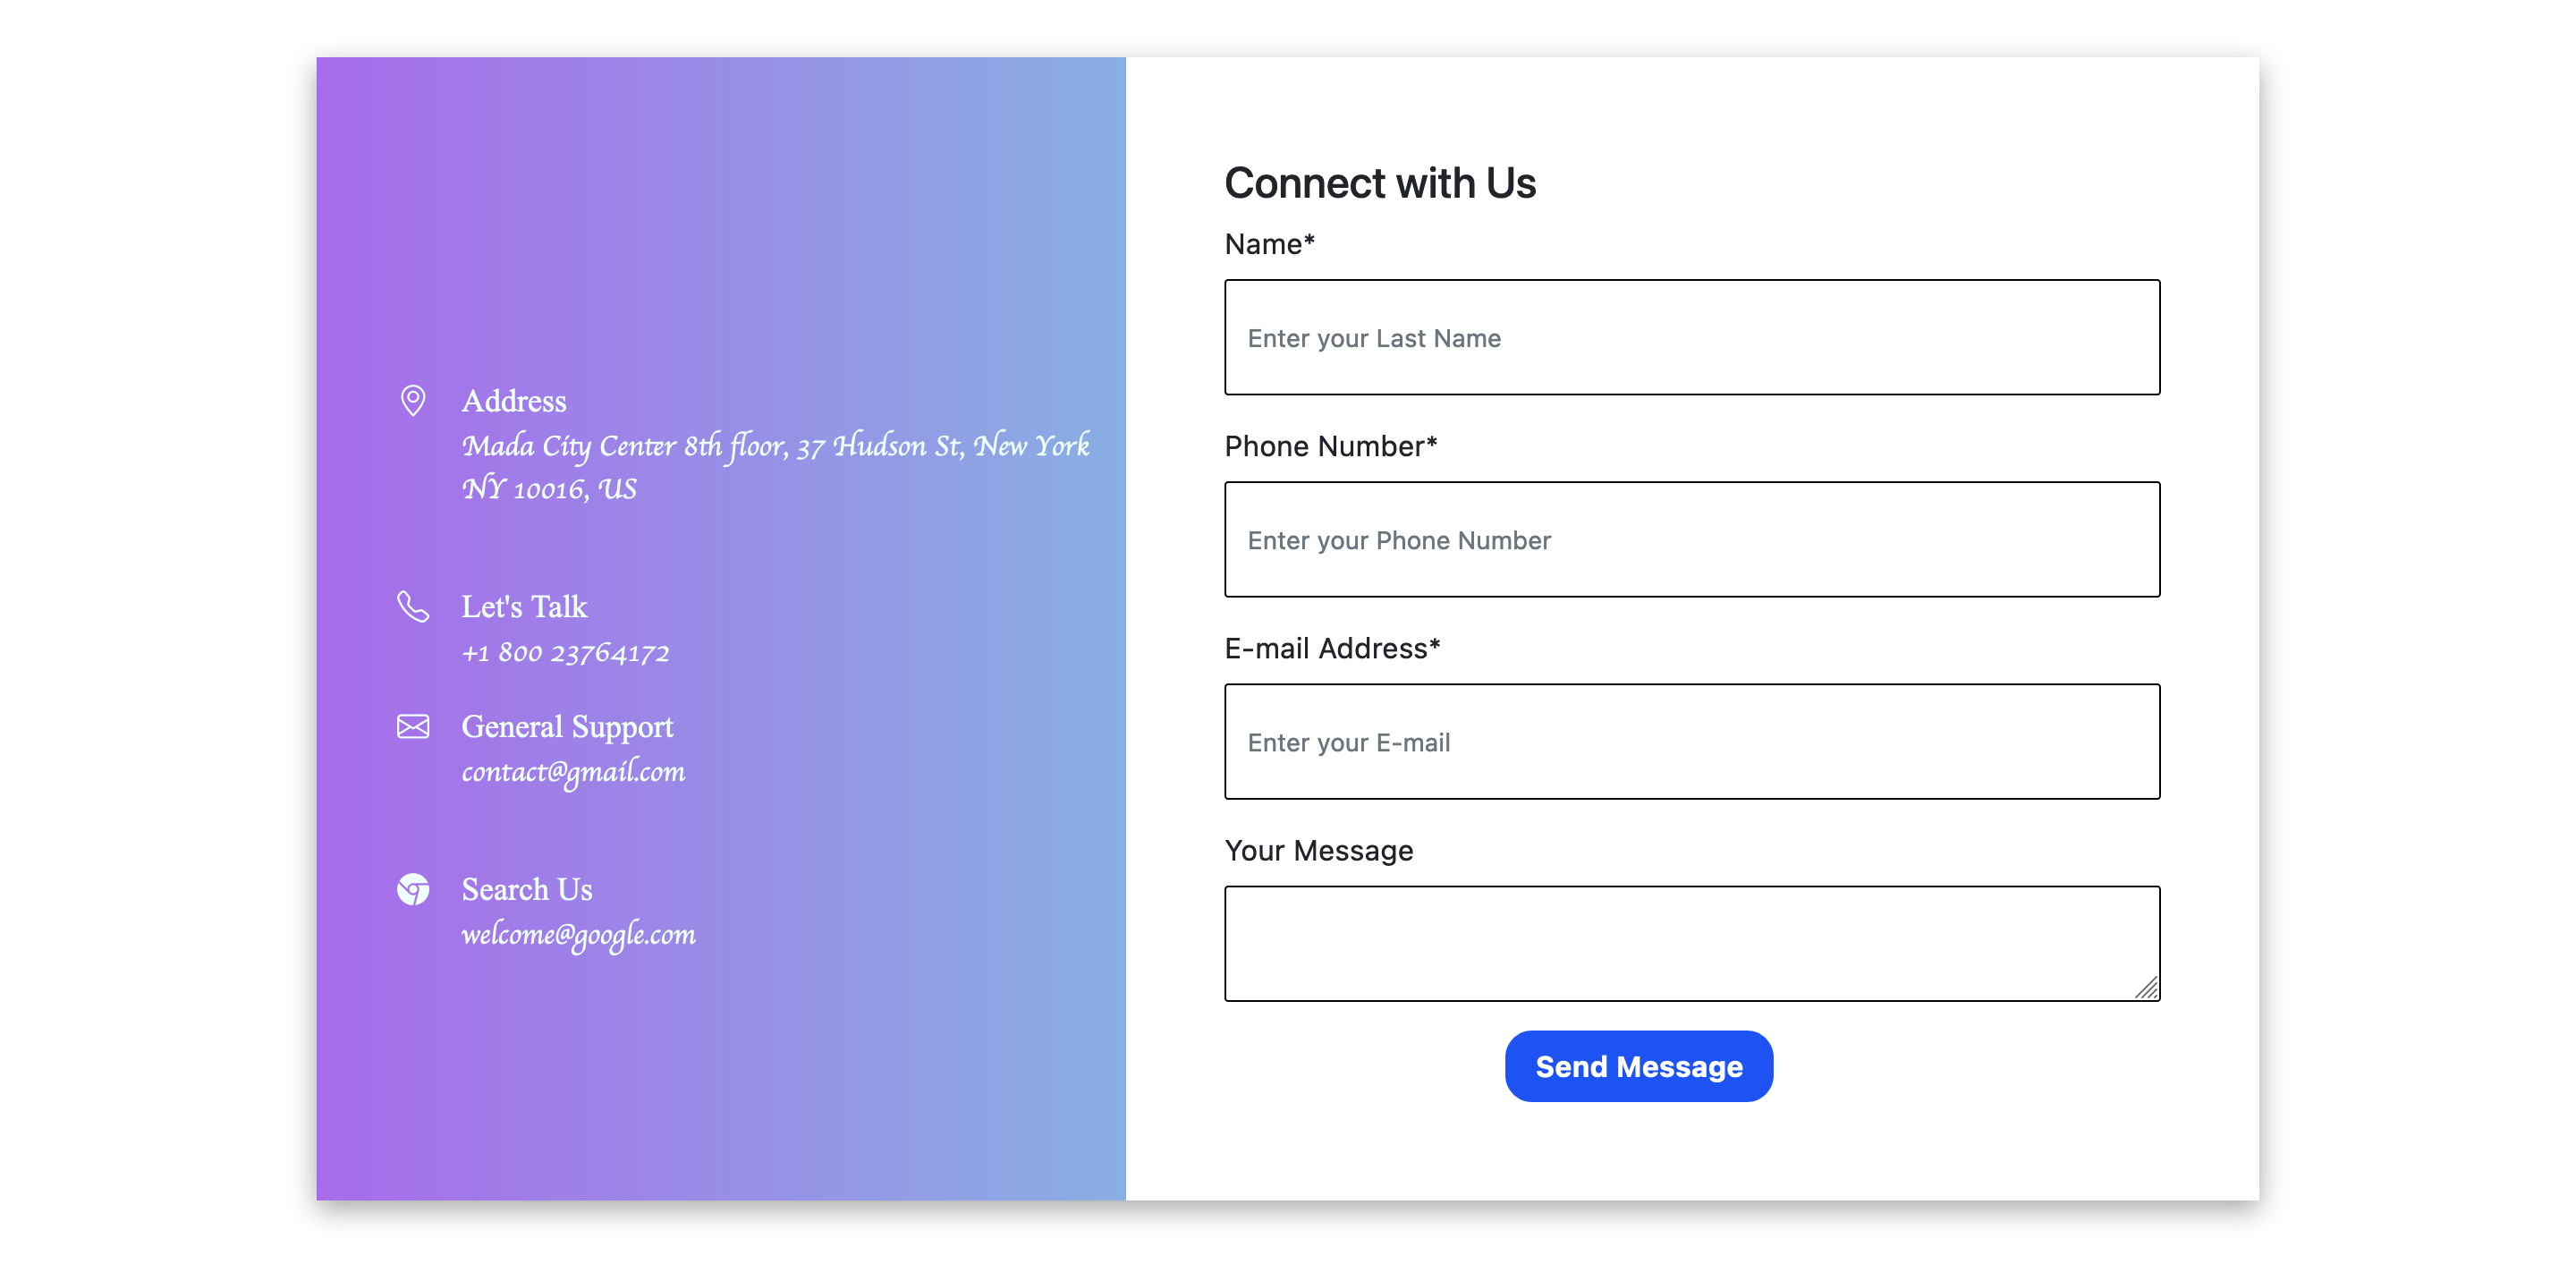 Address
Mada City Center 8th floor, 37 Hudson St, New York
NY 10016, US
Let's Talk
+1 800 23764172
General Support
contact@gmail.com
Search Us
welcome@google.com
Connect with Us
Name*
Enter your Last Name
Phone Number*
Enter your Phone Number
E-mail Address*
Enter your E-mail
Your Message
Send Message